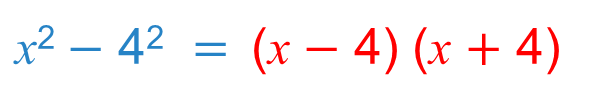 x² – 4² = (x – 4) (x + 4)